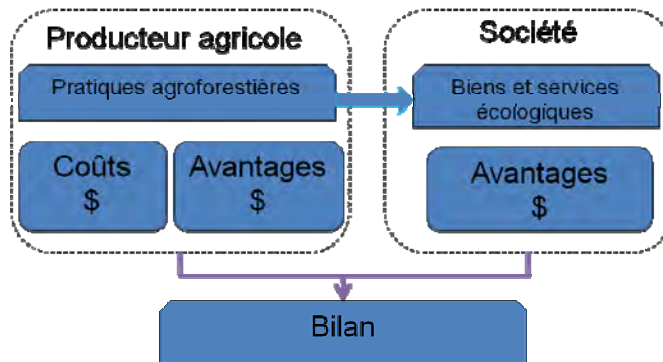 Producteur agricole
Pratiques agroforestières
Coûts
$
Avantages
$
Société
Biens et services
écologiques
Avantages
$
Bilan